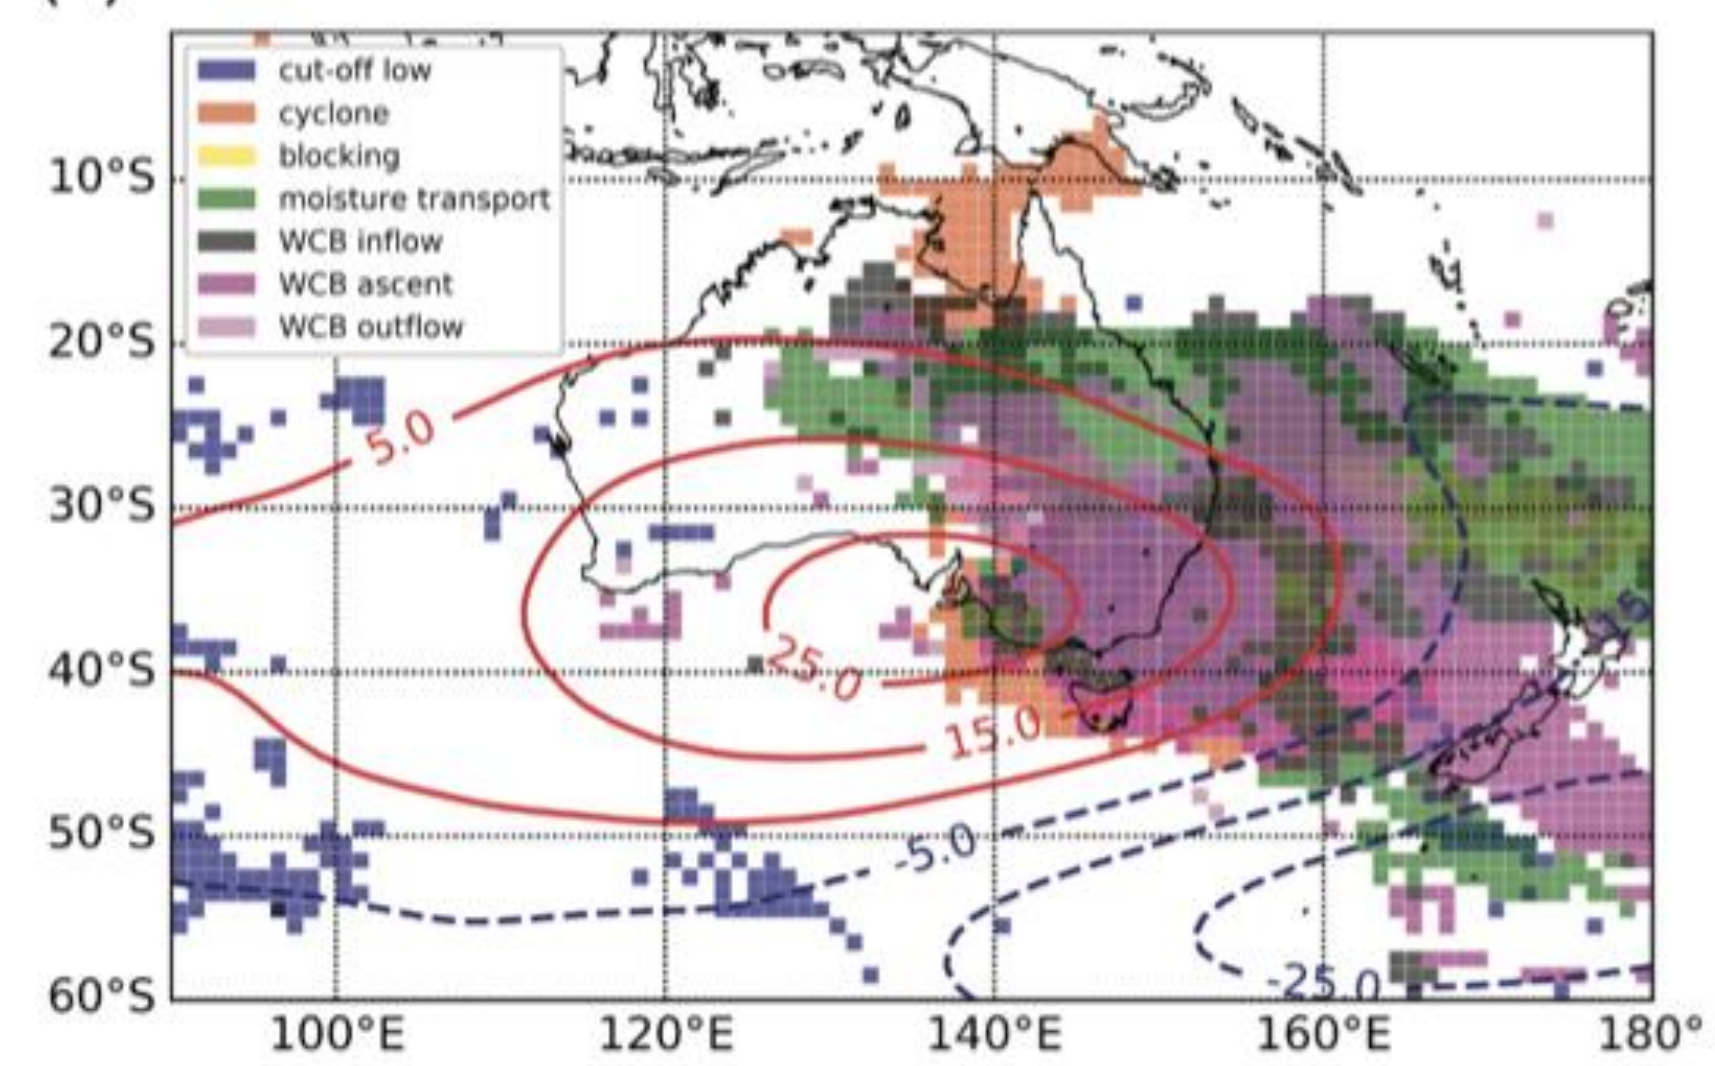 cut-off low
cyclone
blocking
moisture transport
WCB inflow
WCB ascent
WCB outflow
10°S
20°S
30°S
40°S
50°S
60°S
100°E
120°E
140°E
160°E
180°
5.0
25.0
15.0
-5.0
-25.0